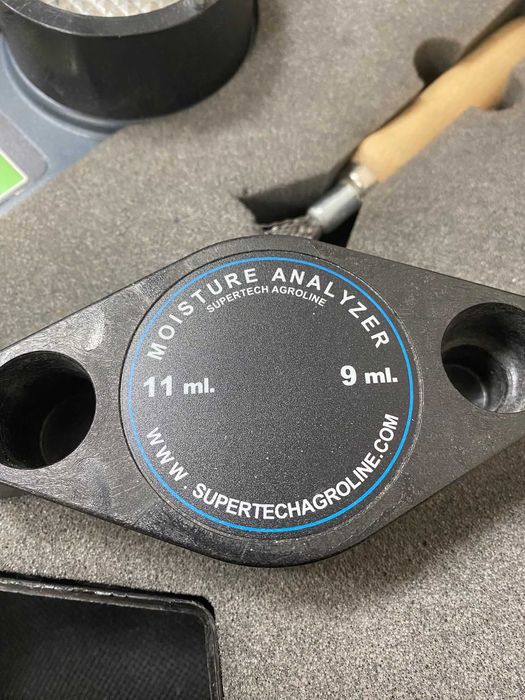 MOISTURE ANALYZER
SUPERTECH AGROLINE
11 ml. 9 ml.
WWW. SUPERTECHAGROLINE.COM